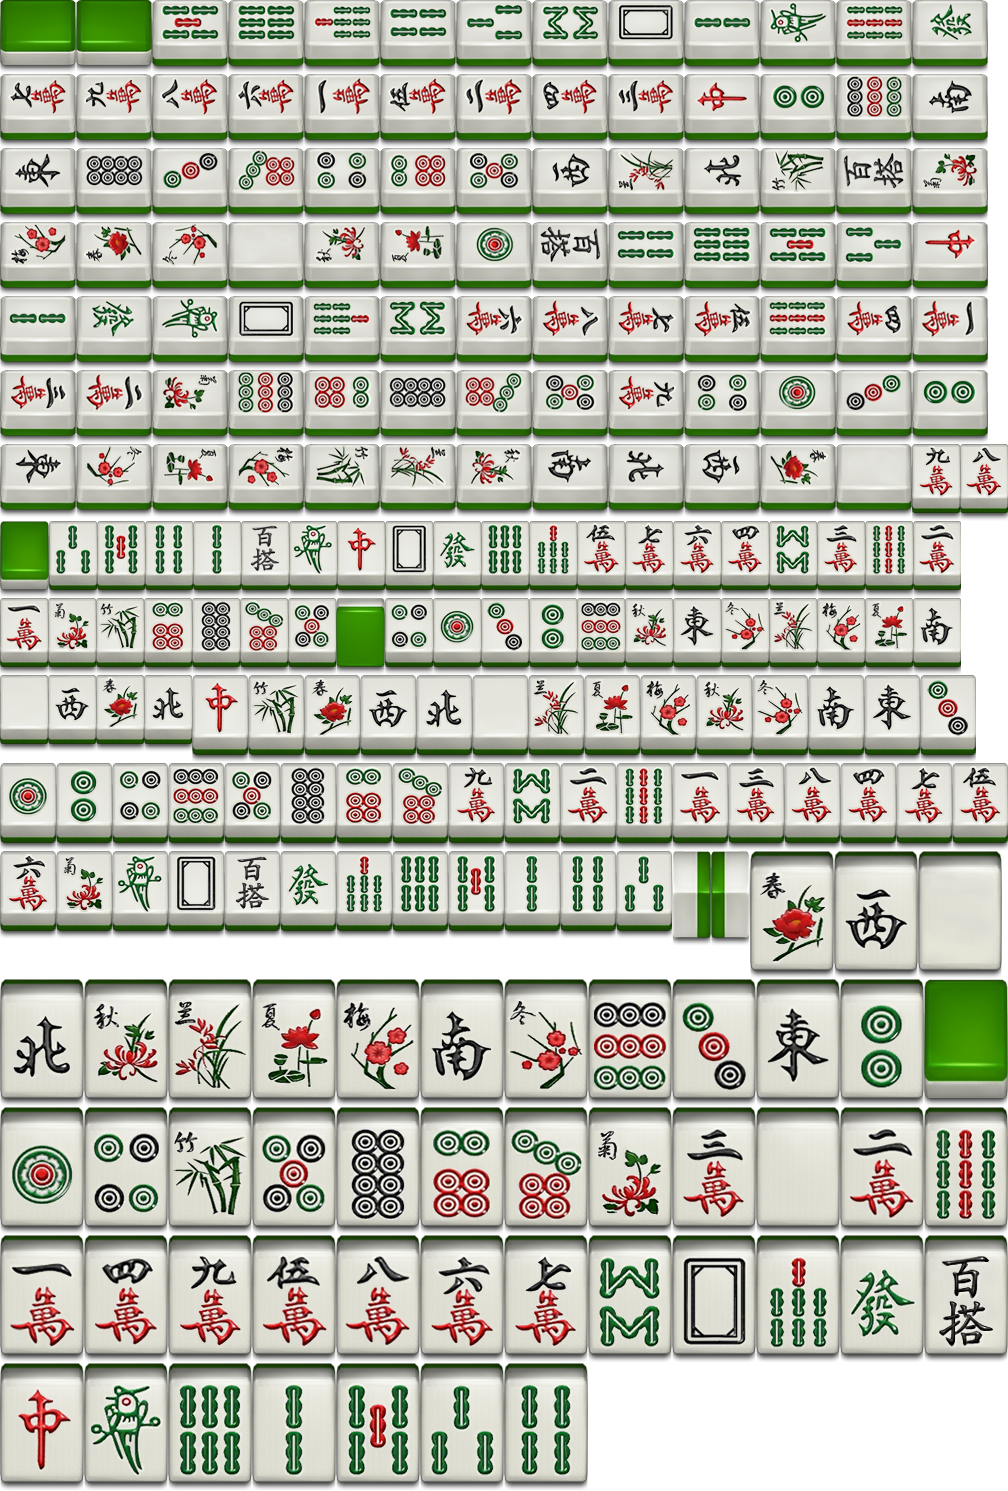 發
七萬 九萬 八萬 六萬 一萬 伍萬 二萬 四萬 三萬 中 南
東 西 蘭 北 竹 百搭 菊
梅 春 冬 秋 夏 百搭 中
發 六萬 八萬 七萬 伍萬 四萬 一萬
三萬 二萬 菊 九萬
東 冬 夏 梅 竹 蘭 秋 南 北 西 春 九萬 八萬
百搭 中 發 伍萬 七萬 六萬 四萬 三萬 二萬
一萬 菊 竹 秋 東 冬 蘭 梅 夏 南
西 春 北 中 竹 春 西 北 蘭 夏 梅 秋 冬 南 東
九萬 二萬 一萬 三萬 八萬 四萬 七萬 伍萬
六萬 菊 百搭 發 春 西
北 秋 蘭 夏 梅 南 冬 東
竹 菊 三萬 二萬
一萬 四萬 九萬 伍萬 八萬 六萬 七萬 發 百搭
中